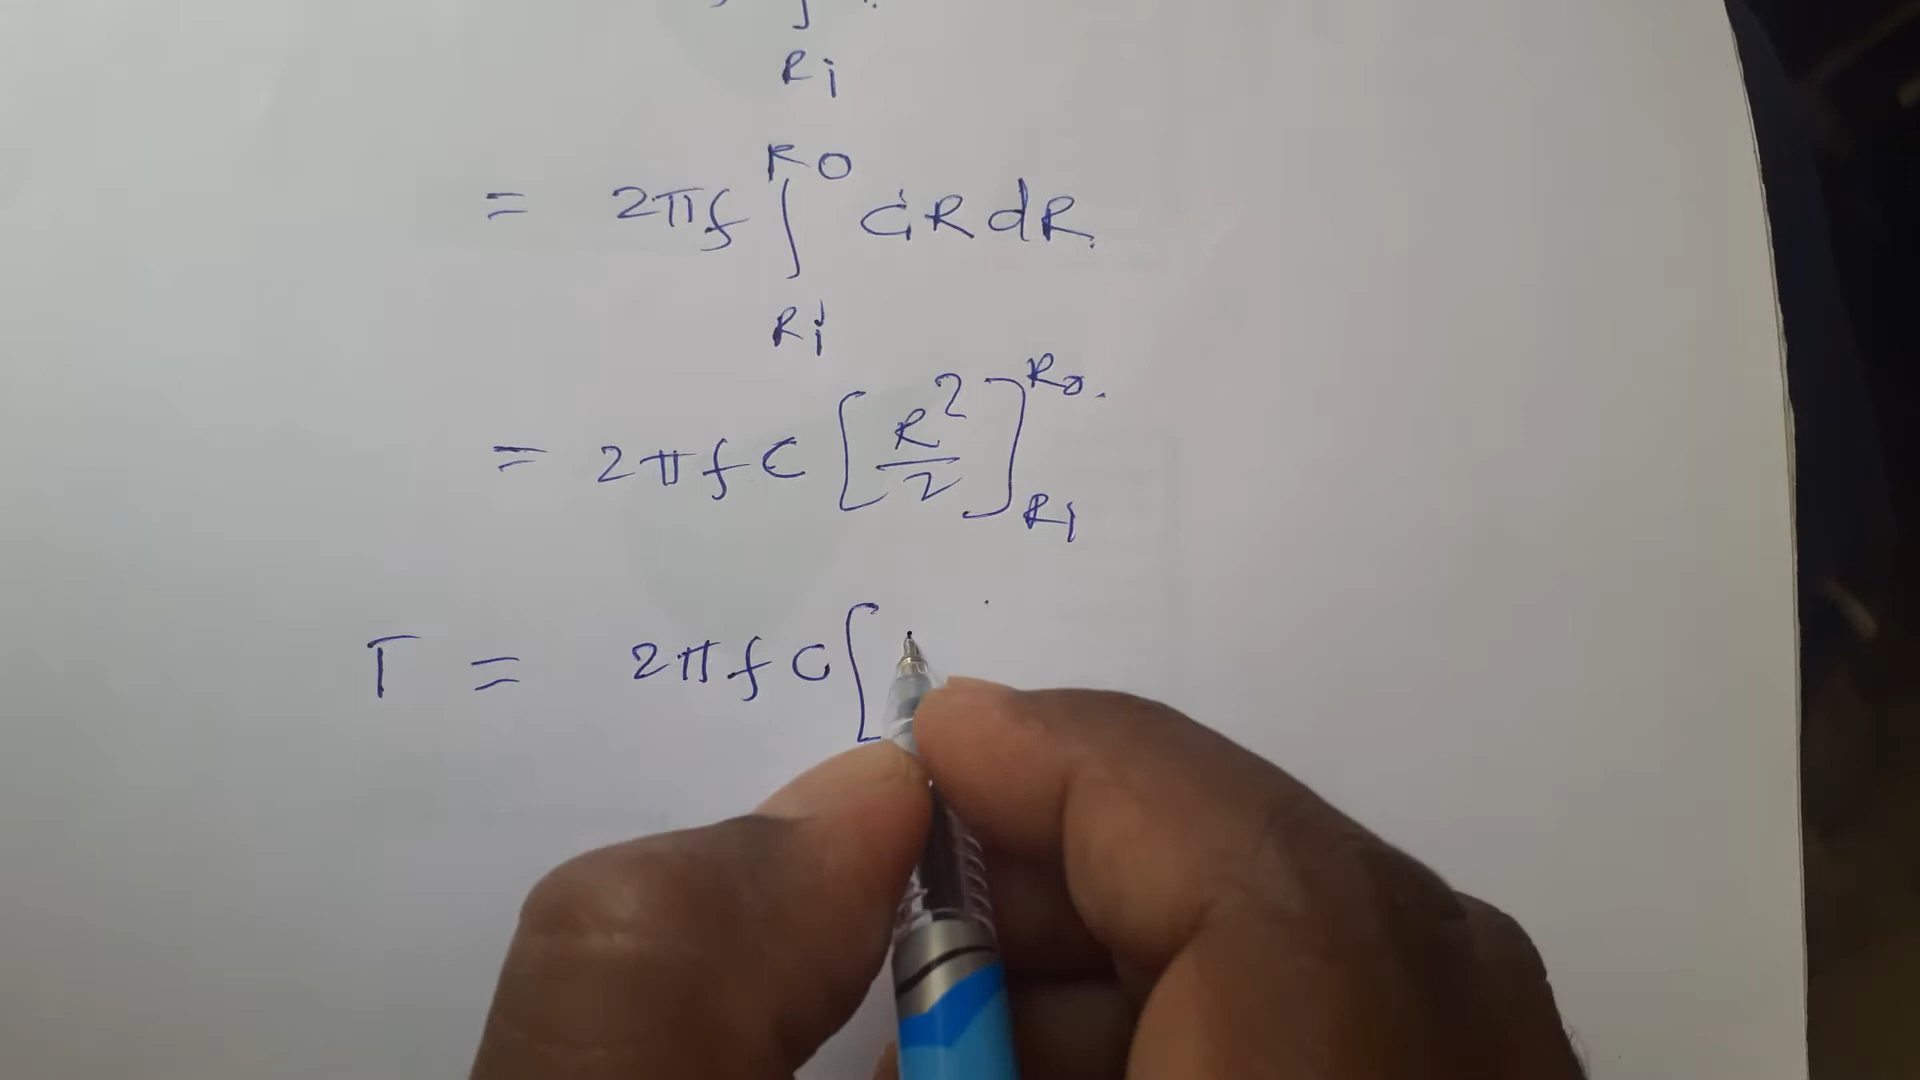 Ri
Ro
= 2πf ∫ CR dR
Ri
= 2πfC [R²/2] Ro Ri
T = 2πfC [